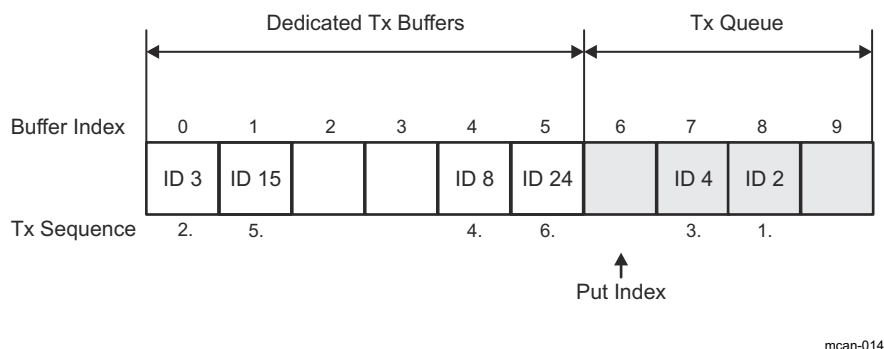 Dedicated Tx Buffers Tx Queue
Buffer Index 0 1 2 3 4 5 6 7 8 9
ID 3 ID 15 ID 8 ID 24 ID 4 ID 2
Tx Sequence 2. 5. 4. 6. 3. 1.
Put Index
mcan-014